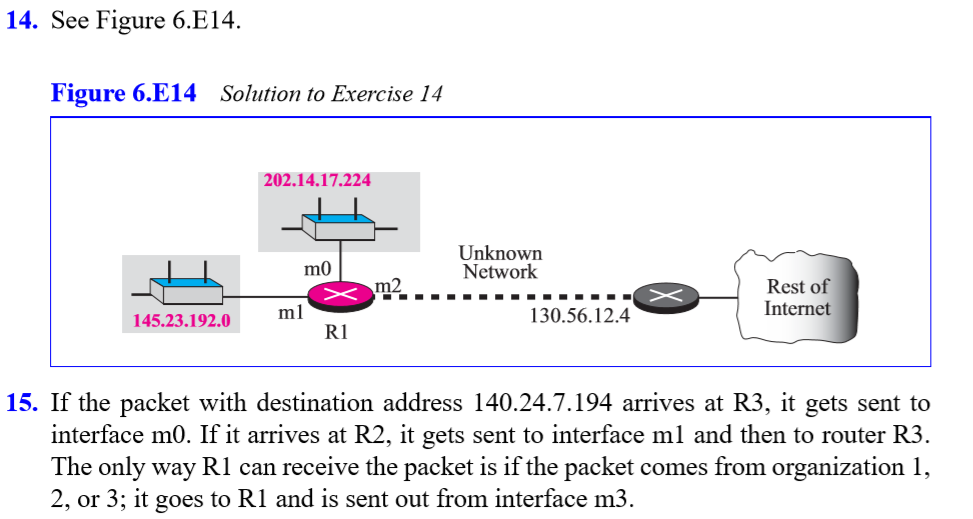 14. See Figure 6.E14.
Figure 6.E14 Solution to Exercise 14
202.14.17.224
Unknown
Network
m0
m2
Rest of
Internet
145.23.192.0
m1
130.56.12.4
R1
15. If the packet with destination address 140.24.7.194 arrives at R3, it gets sent to
interface m0. If it arrives at R2, it gets sent to interface m1 and then to router R3.
The only way R1 can receive the packet is if the packet comes from organization 1,
2, or 3; it goes to R1 and is sent out from interface m3.